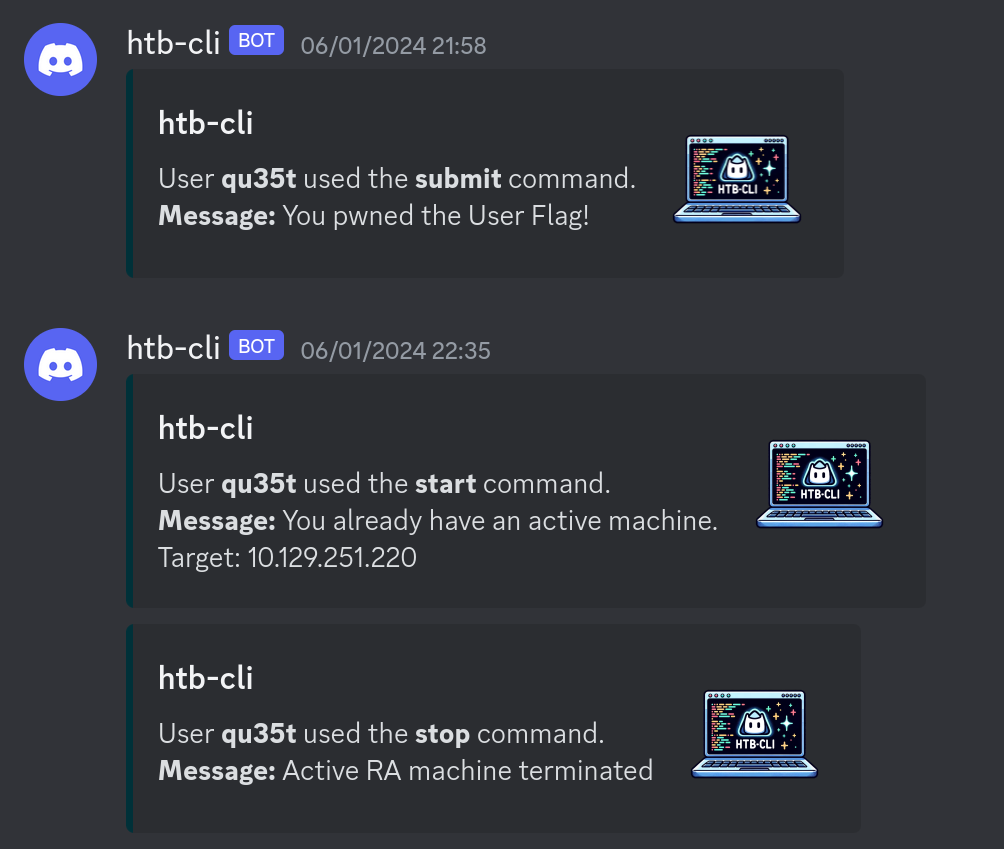 htb-cli BOT 06/01/2024 21:58
htb-cli
User qu35t used the submit command.
Message: You pwned the User Flag!
HTB-CLI
htb-cli BOT 06/01/2024 22:35
htb-cli
User qu35t used the start command.
Message: You already have an active machine.
Target: 10.129.251.220
HTB-CLI
htb-cli
User qu35t used the stop command.
Message: Active RA machine terminated
HTB-CLI